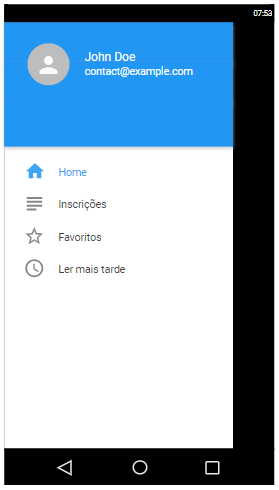 07:53
John Doe
contact@example.com
Home
Inscrições
Favoritos
Ler mais tarde